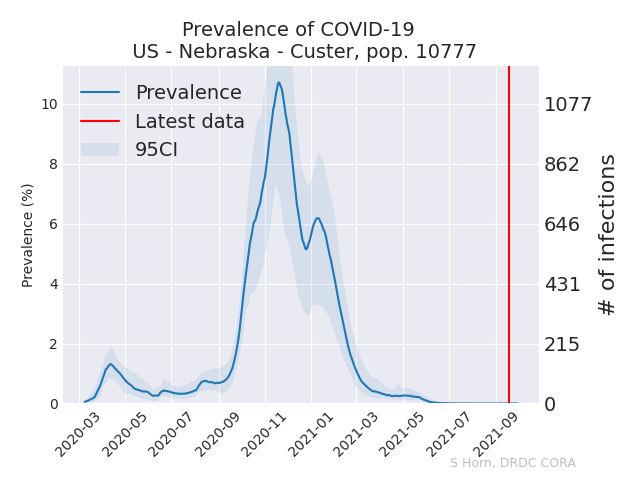 Prevalence of COVID-19
US - Nebraska - Custer, pop. 10777
Prevalence
Latest data
95CI
Prevalence (%)
10
8
6
4
2
0
1077
862
646
431
215
0
# of infections
2020-03
2020-05
2020-07
2020-09
2020-11
2021-01
2021-03
2021-05
2021-07
2021-09
S Horn, DRDC CORA